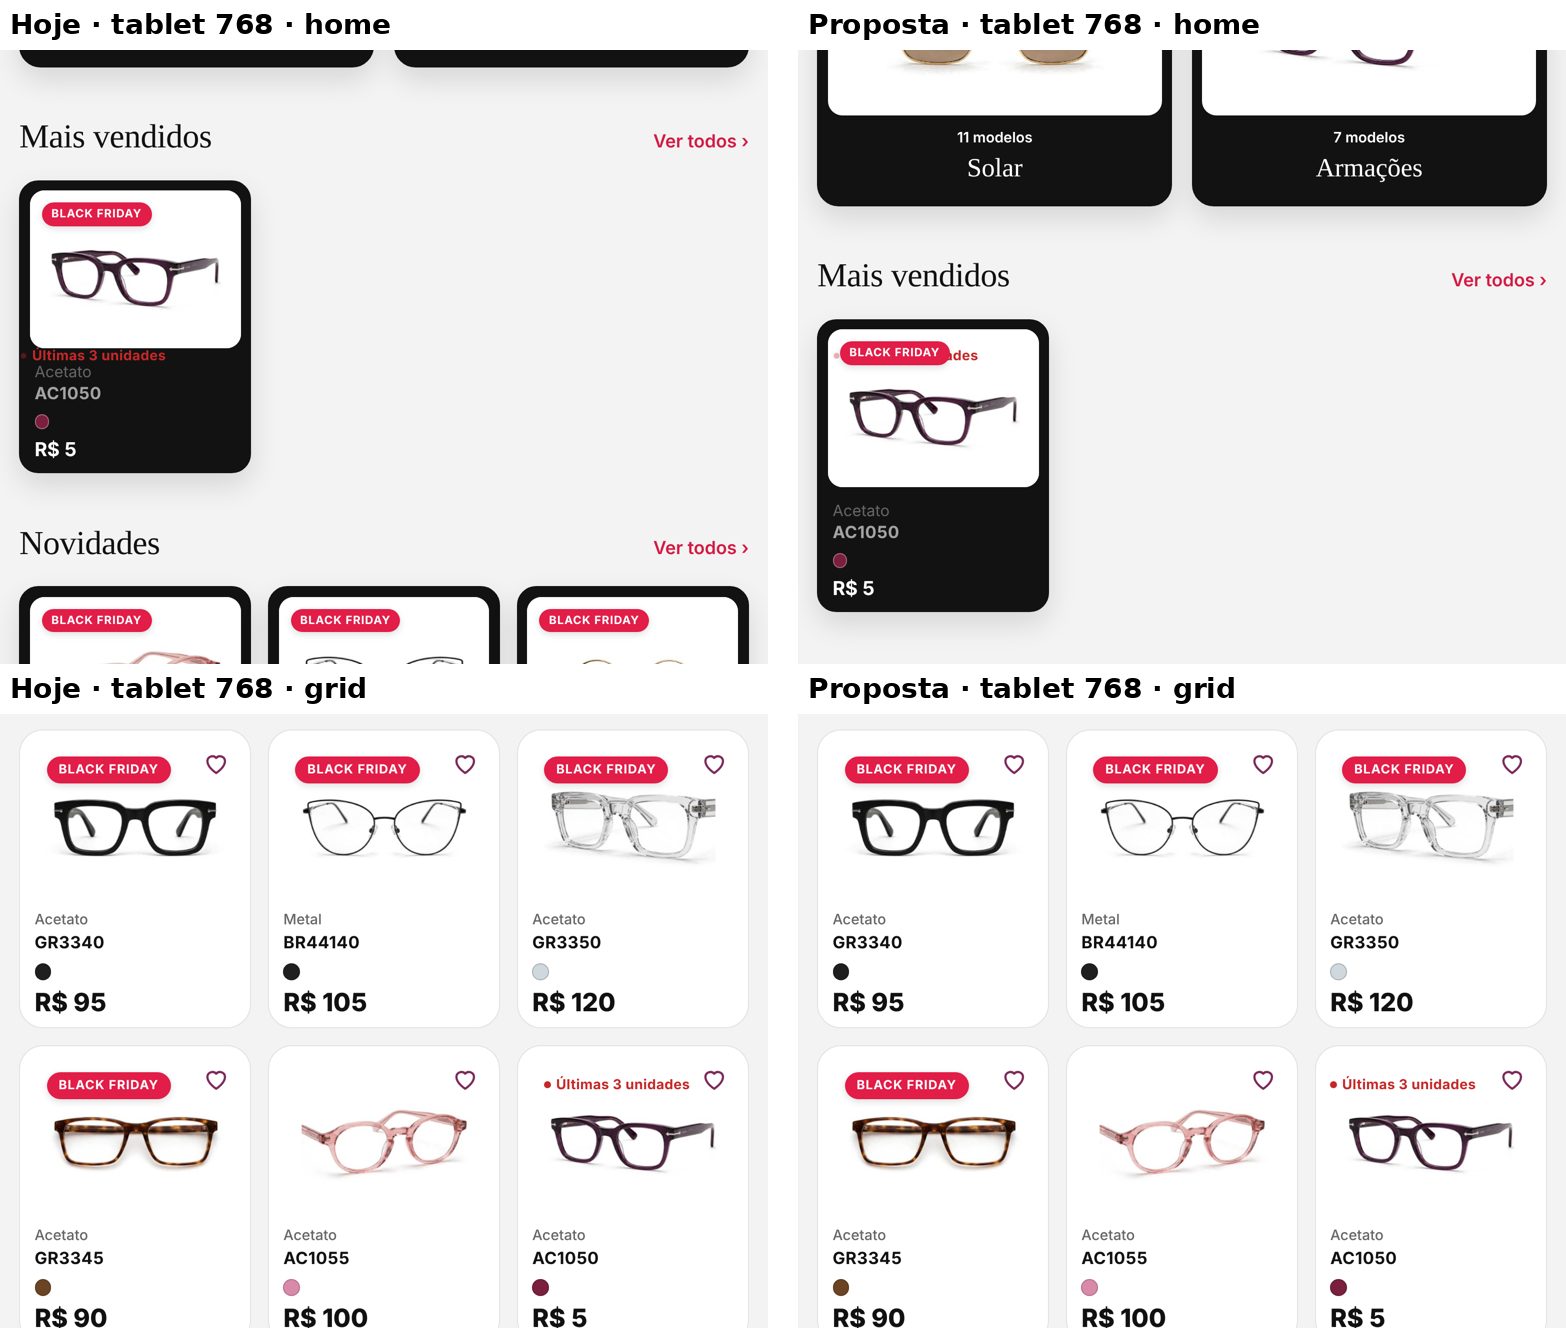 Hoje · tablet 768 · home
Mais vendidos
Ver todos ›
BLACK FRIDAY
Últimas 3 unidades
Acetato
AC1050
R$ 5
Novidades
Ver todos ›
BLACK FRIDAY
BLACK FRIDAY
BLACK FRIDAY
Proposta · tablet 768 · home
11 modelos
Solar
7 modelos
Armações
Mais vendidos
Ver todos ›
BLACK FRIDAY
Acetato
AC1050
R$ 5
Hoje · tablet 768 · grid
BLACK FRIDAY
Acetato
GR3340
R$ 95
BLACK FRIDAY
Metal
BR44140
R$ 105
BLACK FRIDAY
Acetato
GR3350
R$ 120
BLACK FRIDAY
Acetato
GR3345
R$ 90
Acetato
AC1055
R$ 100
Últimas 3 unidades
Acetato
AC1050
R$ 5
Proposta · tablet 768 · grid
BLACK FRIDAY
Acetato
GR3340
R$ 95
BLACK FRIDAY
Metal
BR44140
R$ 105
BLACK FRIDAY
Acetato
GR3350
R$ 120
BLACK FRIDAY
Acetato
GR3345
R$ 90
Acetato
AC1055
R$ 100
Últimas 3 unidades
Acetato
AC1050
R$ 5